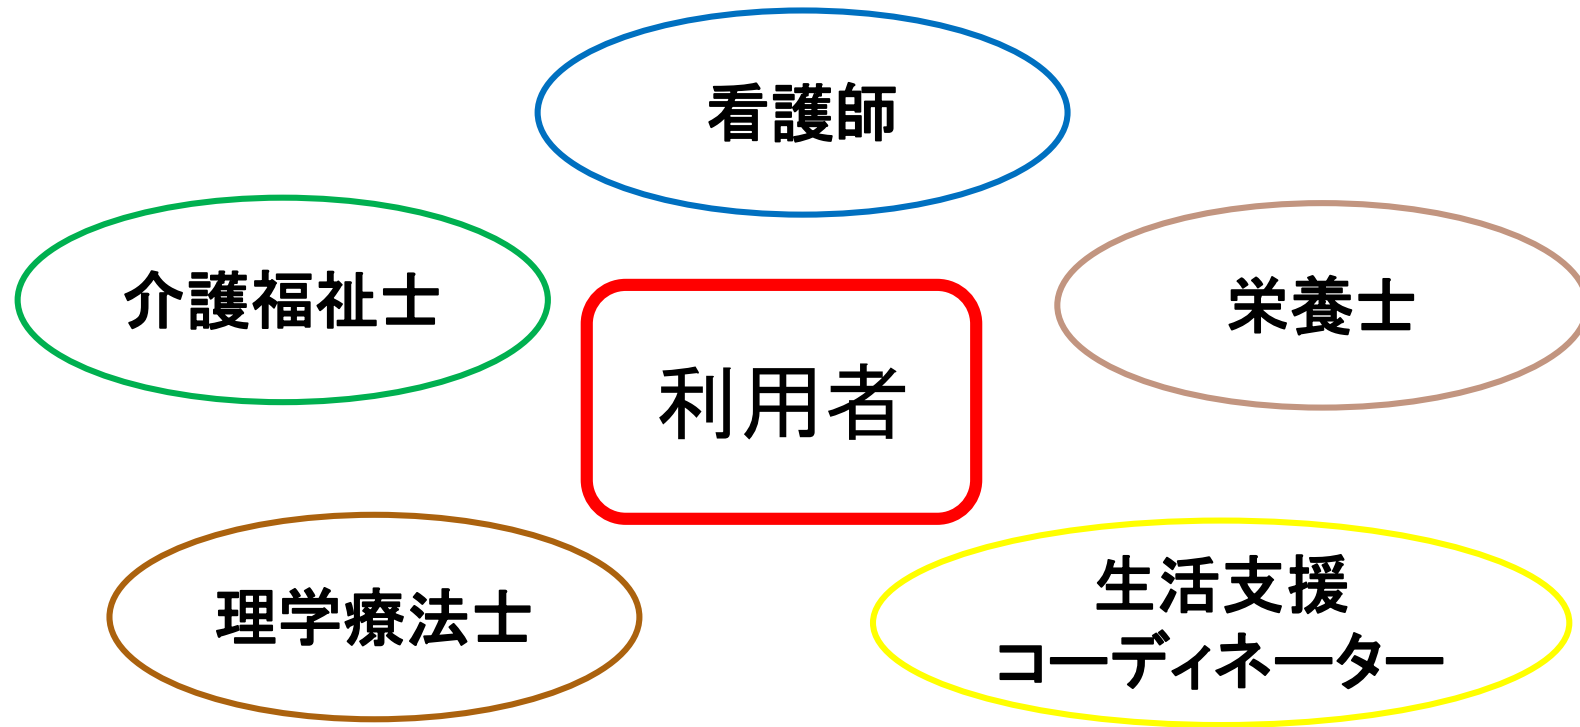 看護師
介護福祉士
栄養士
利用者
理学療法士
生活支援
コーディネーター